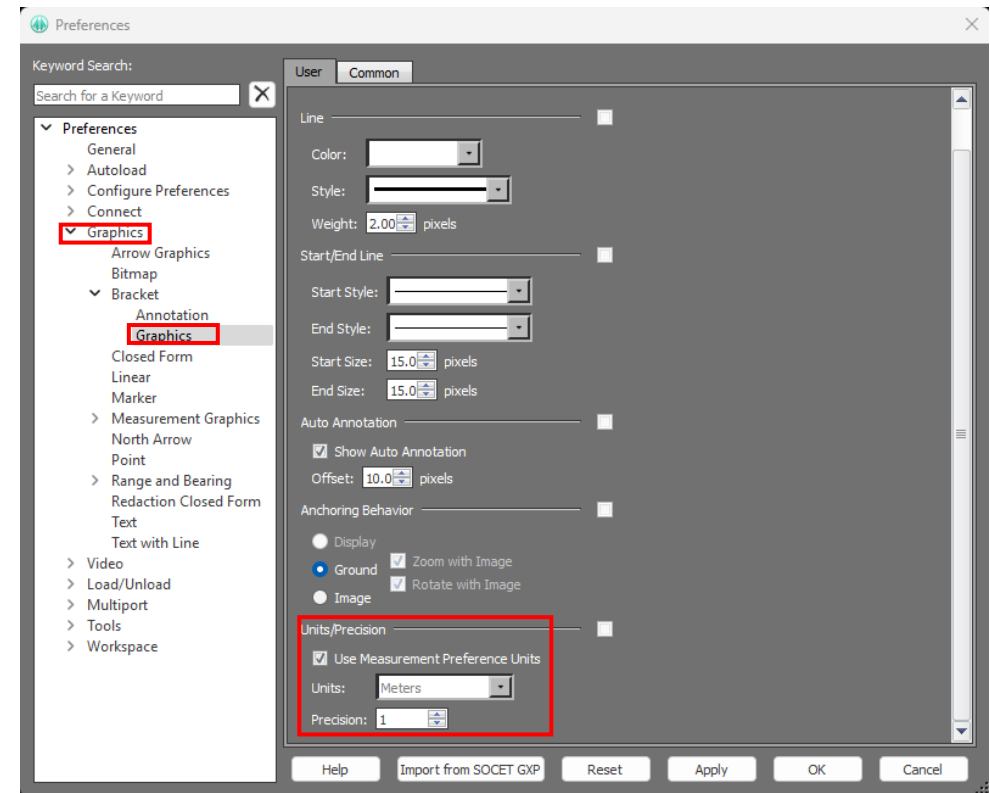 Preferences
Keyword Search:
Search for a Keyword
Preferences
General
Autoload
Configure Preferences
Connect
Graphics
Arrow Graphics
Bitmap
Bracket
Annotation
Graphics
Closed Form
Linear
Marker
Measurement Graphics
North Arrow
Point
Range and Bearing
Redaction Closed Form
Text
Text with Line
Video
Load/Unload
Multiport
Tools
Workspace
User Common
Line
Color:
Style:
Weight: 2.00 pixels
Start/End Line
Start Style:
End Style:
Start Size: 15.0 pixels
End Size: 15.0 pixels
Auto Annotation
Show Auto Annotation
Offset: 10.0 pixels
Anchoring Behavior
Display
Zoom with Image
Ground
Rotate with Image
Image
Units/Precision
Use Measurement Preference Units
Units: Meters
Precision: 1
Help Import from SOCET GXP Reset Apply OK Cancel